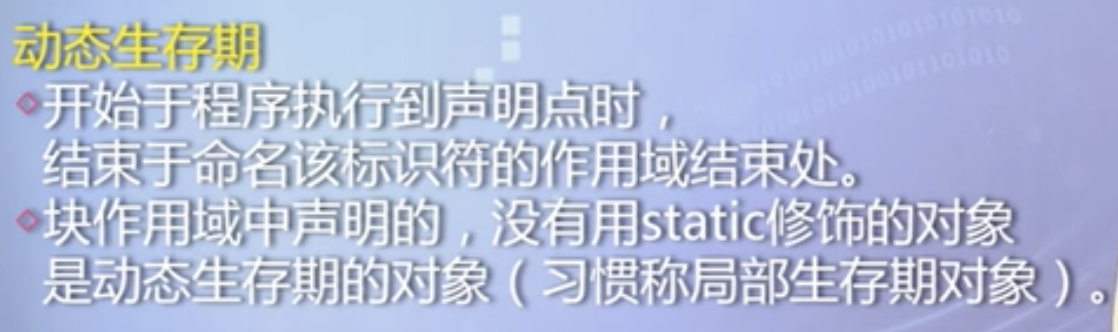 动态生存期
开始于程序执行到声明点时，
结束于命名该标识符的作用域结束处。
块作用域中声明的，没有用static修饰的对象
是动态生存期的对象（习惯称局部生存期对象）。